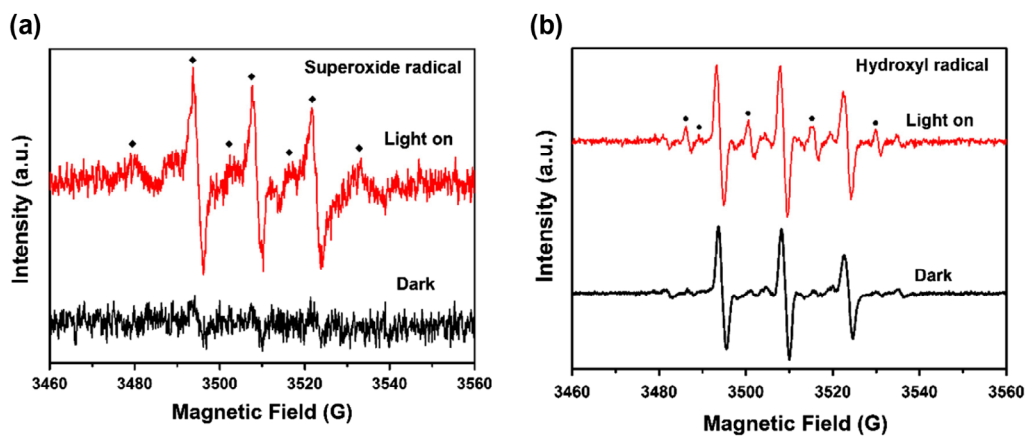 (a)
Superoxide radical
Light on
Dark
Intensity (a.u.)
3460 3480 3500 3520 3540 3560
Magnetic Field (G)
(b)
Hydroxyl radical
Light on
Dark
Intensity (a.u.)
3460 3480 3500 3520 3540 3560
Magnetic Field (G)